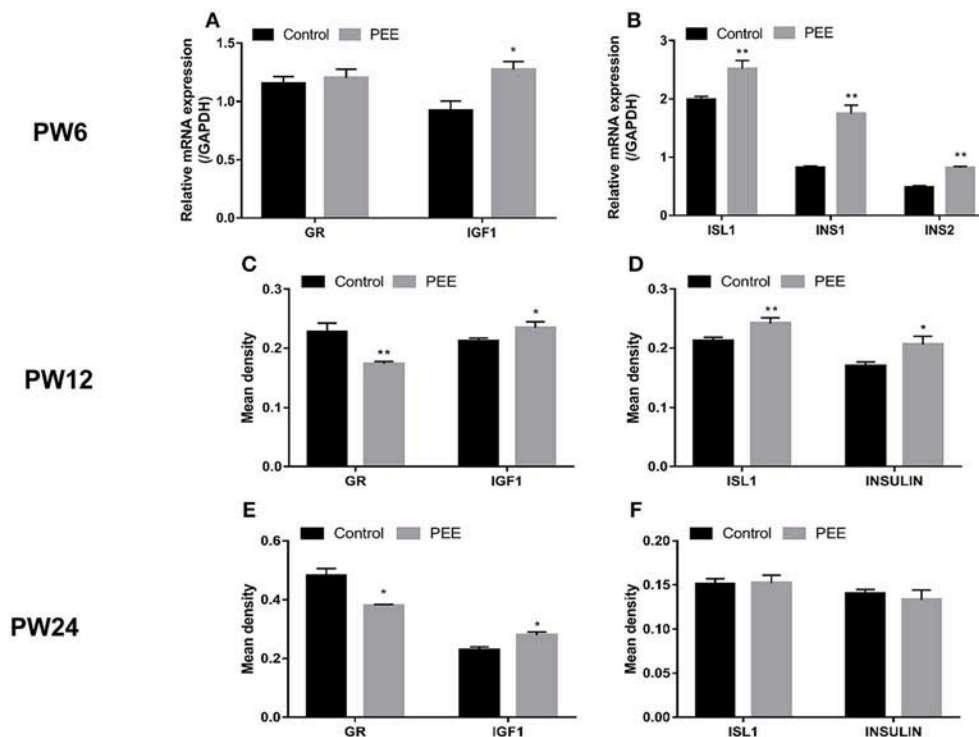 A
B
Control PEE
Control PEE
PW6
Relative mRNA expression
(/GAPDH)
1.5
1.0
0.5
0.0
*
GR IGF1
Relative mRNA expression
(/GAPDH)
3
2
1
0
**
**
**
ISL1 INS1 INS2
C
D
Control PEE
Control PEE
PW12
Mean density
0.3
0.2
0.1
0.0
**
*
GR IGF1
Mean density
0.3
0.2
0.1
0.0
**
*
ISL1 INSULIN
E
F
Control PEE
Control PEE
PW24
Mean density
0.6
0.4
0.2
0.0
*
*
GR IGF1
Mean density
0.20
0.15
0.10
0.05
0.00
ISL1 INSULIN